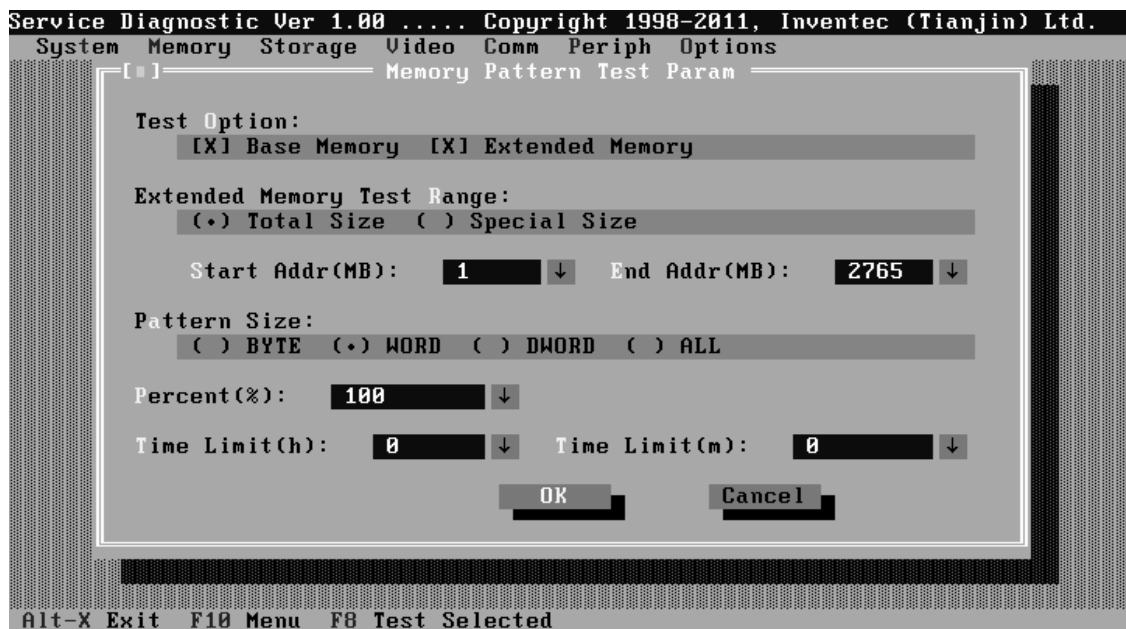 Service Diagnostic Ver 1.00 ..... Copyright 1998-2011, Inventec (Tianjin) Ltd.
System Memory Storage Video Comm Periph Options
[■] Memory Pattern Test Param
Test Option:
[X] Base Memory [X] Extended Memory
Extended Memory Test Range:
(•) Total Size ( ) Special Size
Start Addr(MB): 1 ↓ End Addr(MB): 2765 ↓
Pattern Size:
( ) BYTE (•) WORD ( ) DWORD ( ) ALL
Percent(%): 100 ↓
Time Limit(h): 0 ↓ Time Limit(m): 0 ↓
OK Cancel
Alt-X Exit F10 Menu F8 Test Selected